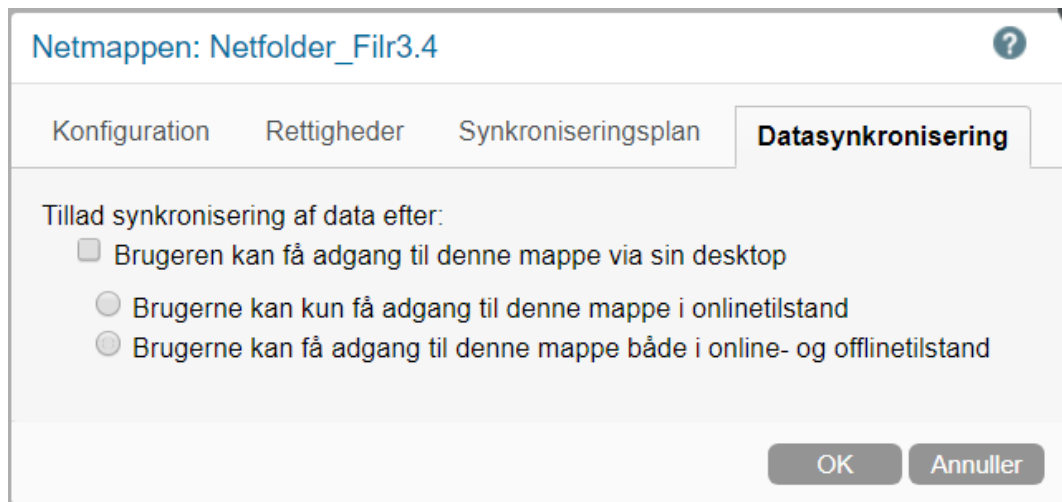 Netmappen: Netfolder_Filr3.4
?
Konfiguration Rettigheder Synkroniseringsplan Datasynkronisering
Tillad synkronisering af data efter:
Brugeren kan få adgang til denne mappe via sin desktop
Brugerne kan kun få adgang til denne mappe i onlinetilstand
Brugerne kan få adgang til denne mappe både i online- og offlinetilstand
OK Annuller